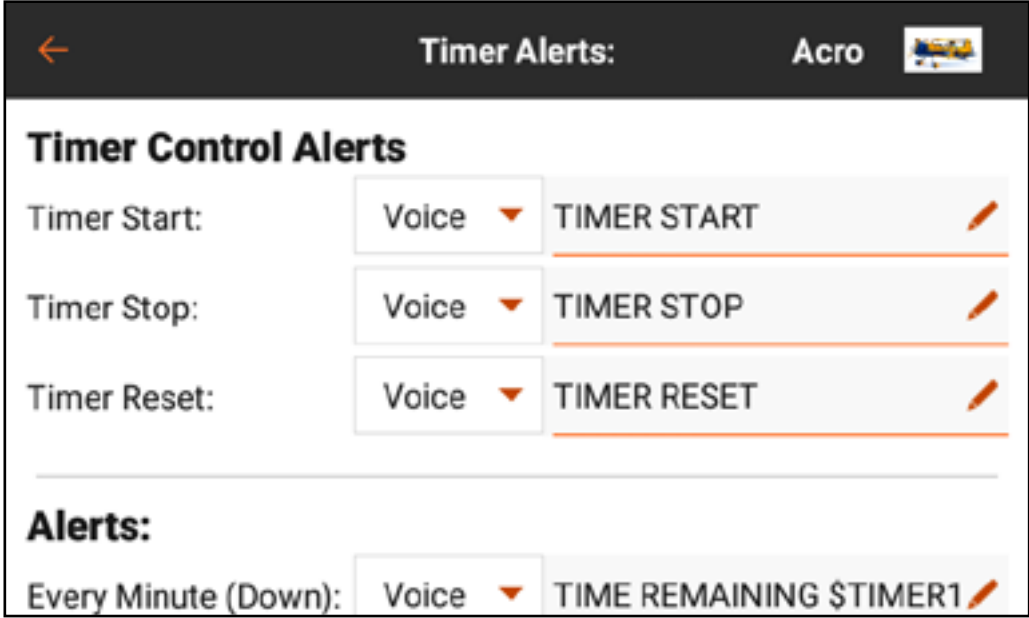 Timer Alerts: Acro
Timer Control Alerts
Timer Start: Voice TIMER START
Timer Stop: Voice TIMER STOP
Timer Reset: Voice TIMER RESET
Alerts:
Every Minute (Down): Voice TIME REMAINING $TIMER1